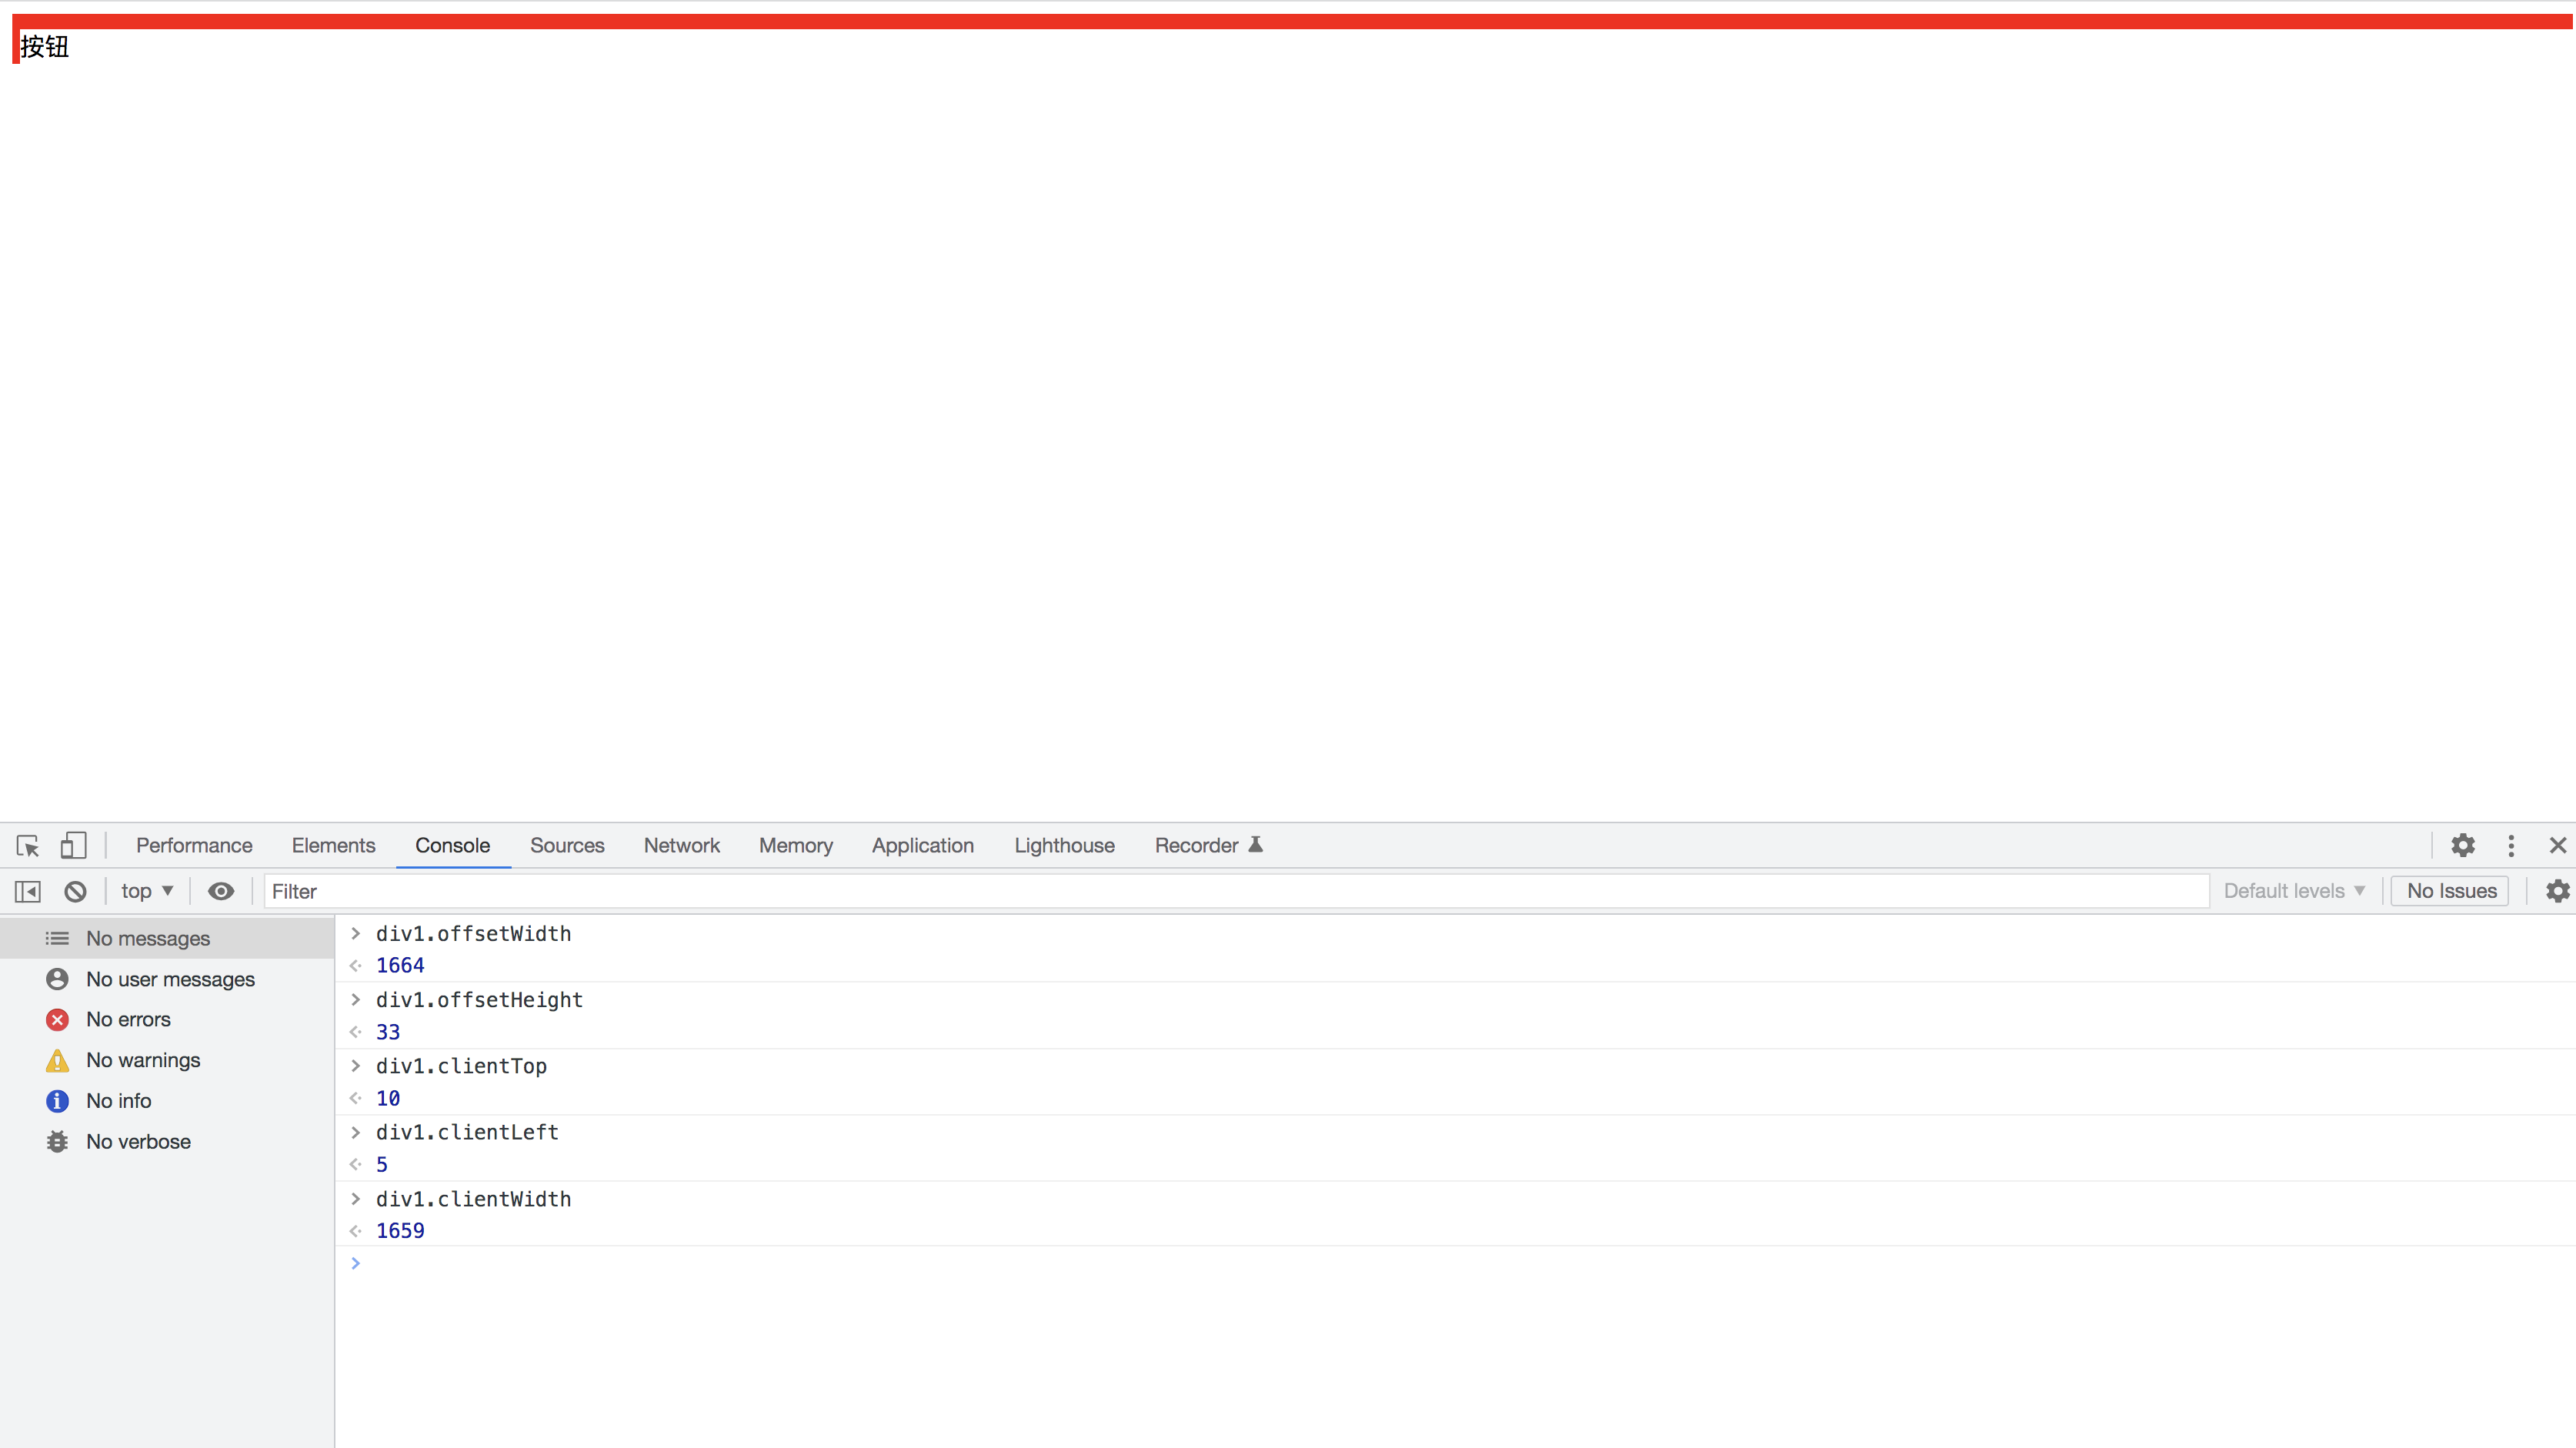 按钮
Performance Elements Console Sources Network Memory Application Lighthouse Recorder
top Filter Default levels No Issues
No messages
No user messages
No errors
No warnings
No info
No verbose
div1.offsetWidth
1664
div1.offsetHeight
33
div1.clientTop
10
div1.clientLeft
5
div1.clientWidth
1659